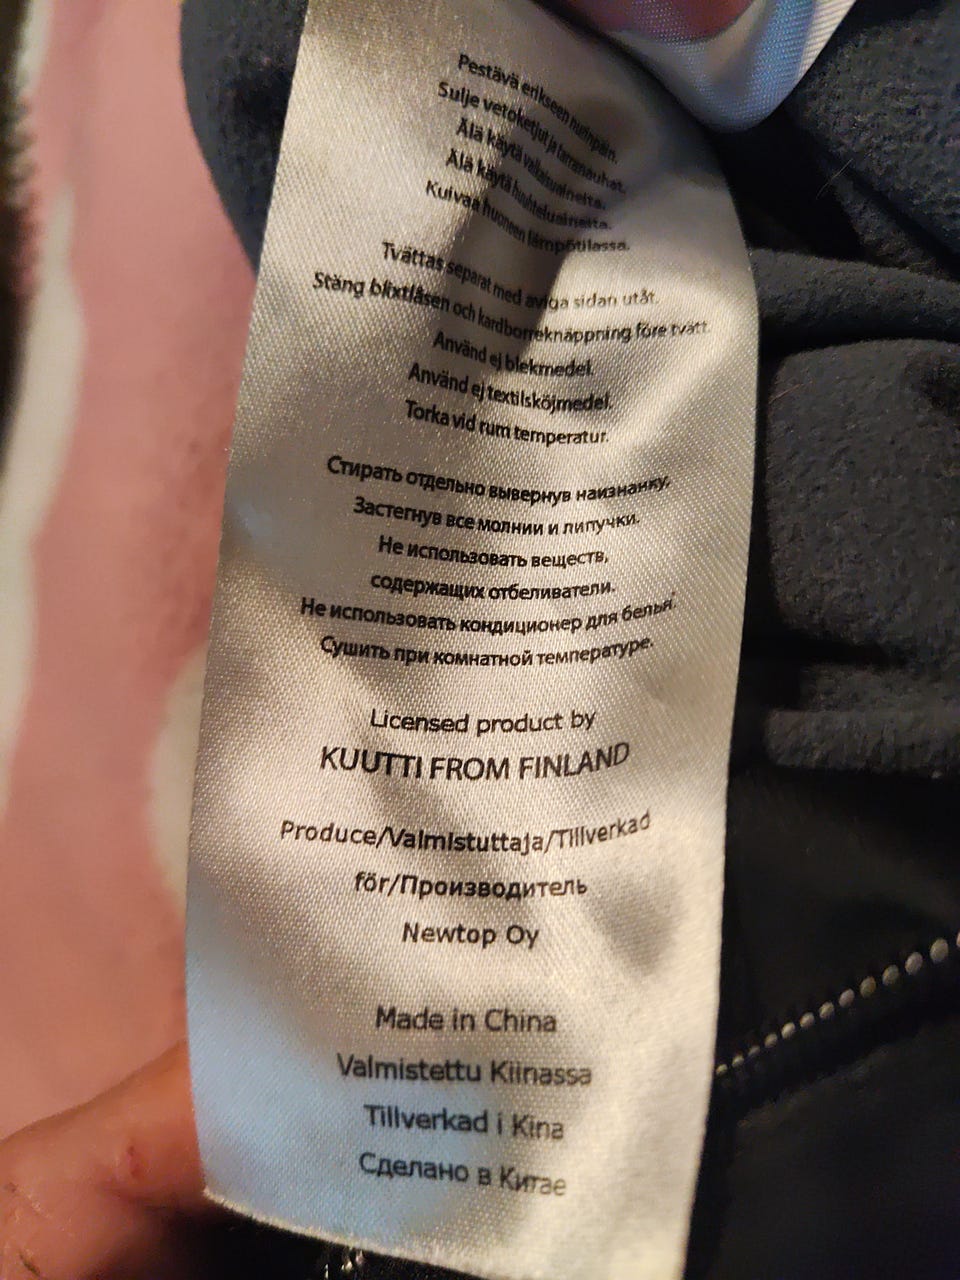 Pestävä erikseen nurinpäin.
Sulje vetoketjut ja tarranauhat.
Älä käytä valkaisuaineita.
Älä käytä huuhteluaineita.
Kuivaa huoneen lämpötilassa.
Tvättas separat med aviga sidan utåt.
Stäng blixtlåsen och kardborreknäppning före tvätt.
Använd ej blekmedel.
Använd ej textilsköjmedel.
Torka vid rum temperatur.
Стирать отдельно вывернув наизнанку.
Застегнув все молнии и липучки.
Не использовать веществ,
содержащих отбеливатели.
Не использовать кондиционер для белья.
Сушить при комнатной температуре.
Licensed product by
KUUTTI FROM FINLAND
Produce/Valmistuttaja/Tillverkad
för/Производитель
Newtop Oy
Made in China
Valmistettu Kiinassa
Tillverkad i Kina
Сделано в Китае